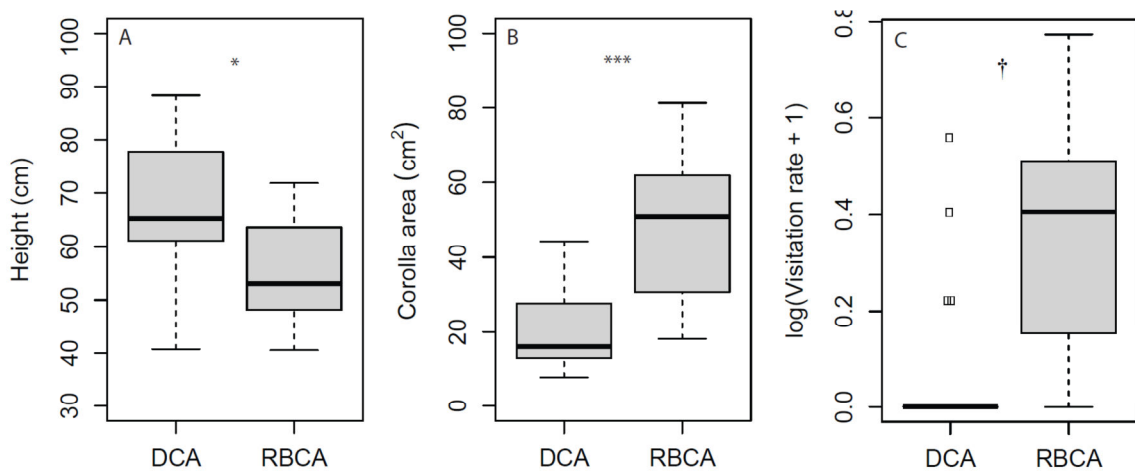 A
*
Height (cm)
100
90
80
70
60
50
40
30
DCA
RBCA
B
***
Corolla area (cm²)
100
80
60
40
20
0
DCA
RBCA
C
†
log(Visitation rate + 1)
0.6
0.4
0.2
0.0
DCA
RBCA